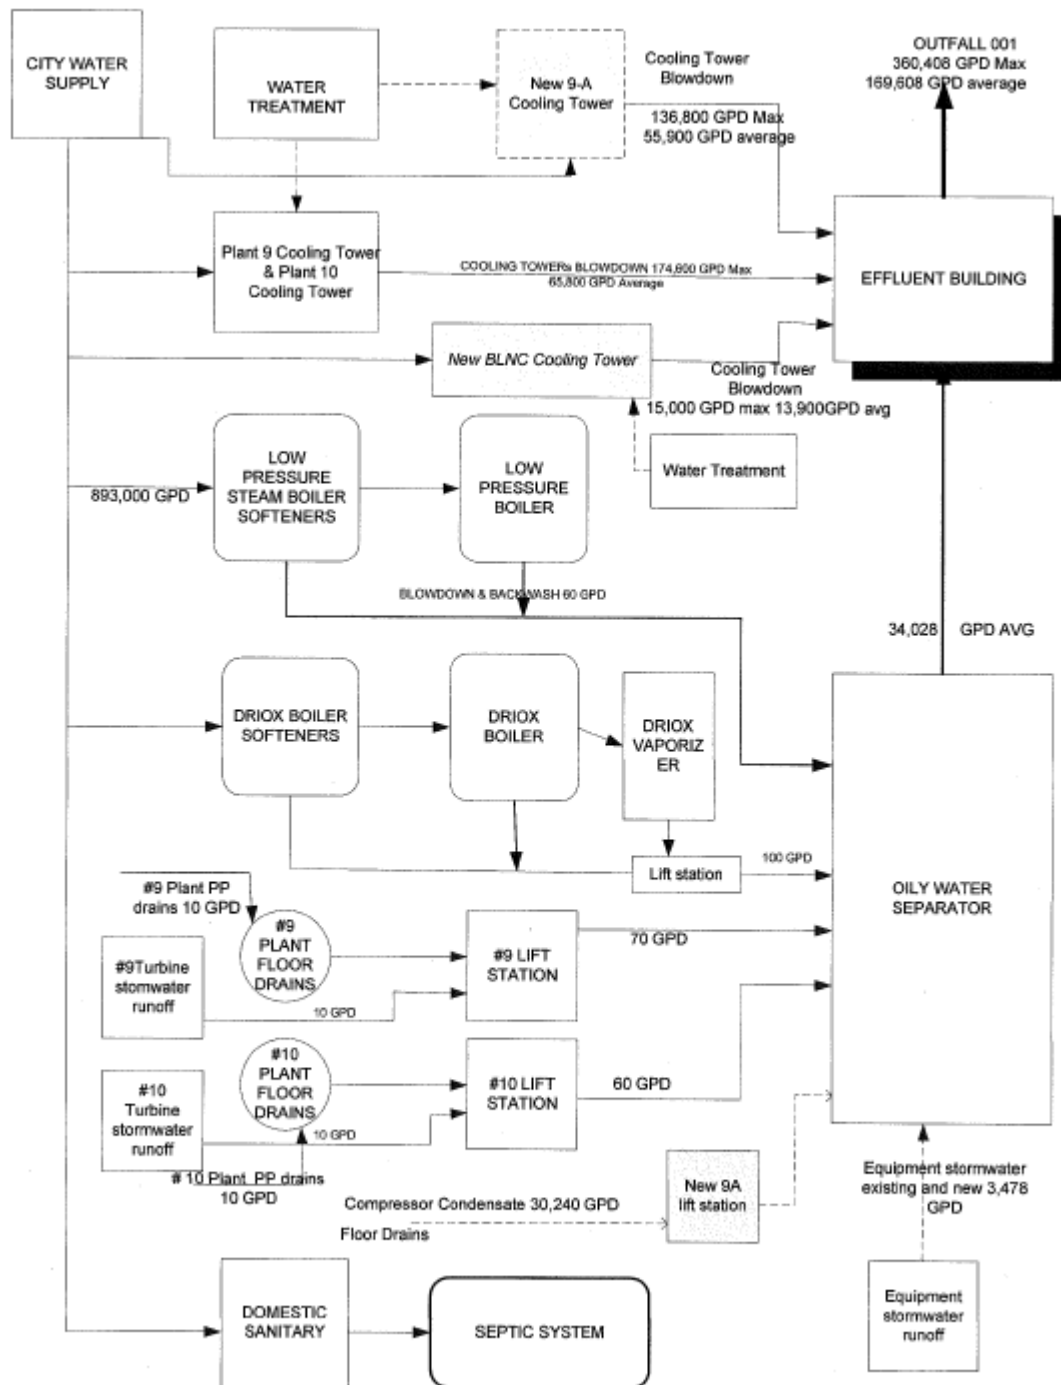 CITY WATER
SUPPLY
WATER
TREATMENT
New 9-A
Cooling Tower
Cooling Tower
Blowdown
136,800 GPD Max
55,900 GPD average
OUTFALL 001
360,408 GPD Max
169,608 GPD average
Plant 9 Cooling Tower
& Plant 10
Cooling Tower
COOLING TOWERs BLOWDOWN 174,600 GPD Max
65,800 GPD Average
EFFLUENT BUILDING
New BLNC Cooling Tower
Cooling Tower
Blowdown
15,000 GPD max 13,900GPD avg
Water Treatment
893,000 GPD
LOW
PRESSURE
STEAM BOILER
SOFTENERS
LOW
PRESSURE
BOILER
BLOWDOWN & BACKWASH 60 GPD
34,028 GPD AVG
DRIOX BOILER
SOFTENERS
DRIOX
BOILER
DRIOX
VAPORIZ
ER
Lift station
100 GPD
OILY WATER
SEPARATOR
#9 Plant PP
drains 10 GPD
#9
PLANT
FLOOR
DRAINS
#9Turbine
stomwater
runoff
10 GPD
#9 LIFT
STATION
70 GPD
#10
PLANT
FLOOR
DRAINS
#10
Turbine
stormwater
runoff
10 GPD
#10 LIFT
STATION
60 GPD
# 10 Plant PP drains
10 GPD
Compressor Condensate 30,240 GPD
Floor Drains
New 9A
lift station
Equipment stormwater
existing and new 3,478
GPD
Equipment
stormwater
runoff
DOMESTIC
SANITARY
SEPTIC SYSTEM